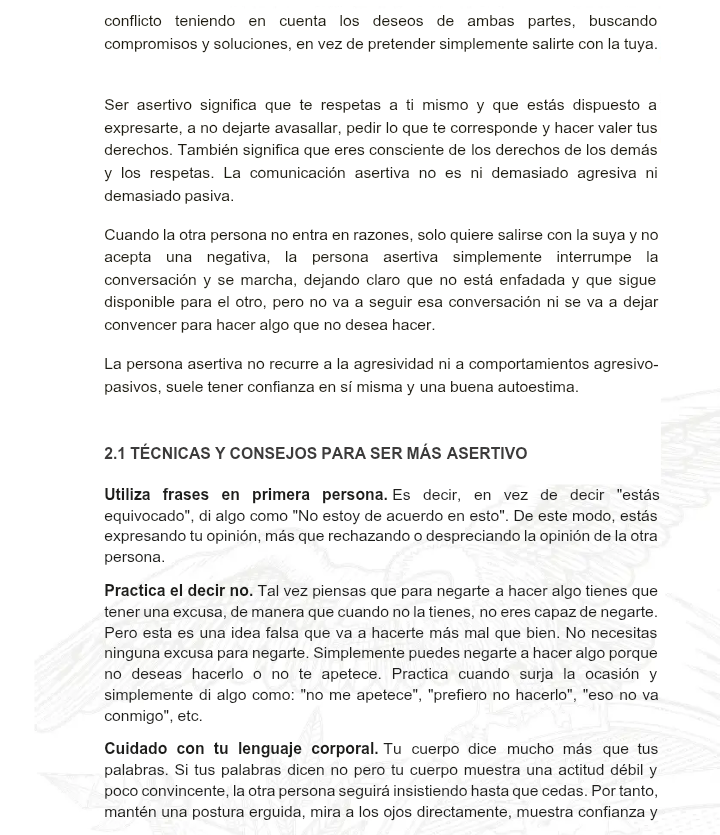 conflicto teniendo en cuenta los deseos de ambas partes, buscando
compromisos y soluciones, en vez de pretender simplemente salirte con la tuya.
Ser asertivo significa que te respetas a ti mismo y que estás dispuesto a
expresarte, a no dejarte avasallar, pedir lo que te corresponde y hacer valer tus
derechos. También significa que eres consciente de los derechos de los demás
y los respetas. La comunicación asertiva no es ni demasiado agresiva ni
demasiado pasiva.
Cuando la otra persona no entra en razones, solo quiere salirse con la suya y no
acepta una negativa, la persona asertiva simplemente interrumpe la
conversación y se marcha, dejando claro que no está enfadada y que sigue
disponible para el otro, pero no va a seguir esa conversación ni se va a dejar
convencer para hacer algo que no desea hacer.
La persona asertiva no recurre a la agresividad ni a comportamientos agresivo-
pasivos, suele tener confianza en sí misma y una buena autoestima.
2.1 TÉCNICAS Y CONSEJOS PARA SER MÁS ASERTIVO
Utiliza frases en primera persona. Es decir, en vez de decir "estás
equivocado", di algo como "No estoy de acuerdo en esto". De este modo, estás
expresando tu opinión, más que rechazando o despreciando la opinión de la otra
persona.
Practica el decir no. Tal vez piensas que para negarte a hacer algo tienes que
tener una excusa, de manera que cuando no la tienes, no eres capaz de negarte.
Pero esta es una idea falsa que va a hacerte más mal que bien. No necesitas
ninguna excusa para negarte. Simplemente puedes negarte a hacer algo porque
no deseas hacerlo o no te apetece. Practica cuando surja la ocasión y
simplemente di algo como: "no me apetece", "prefiero no hacerlo", "eso no va
conmigo", etc.
Cuidado con tu lenguaje corporal. Tu cuerpo dice mucho más que tus
palabras. Si tus palabras dicen no pero tu cuerpo muestra una actitud débil y
poco convincente, la otra persona seguirá insistiendo hasta que cedas. Por tanto,
mantén una postura erguida, mira a los ojos directamente, muestra confianza y